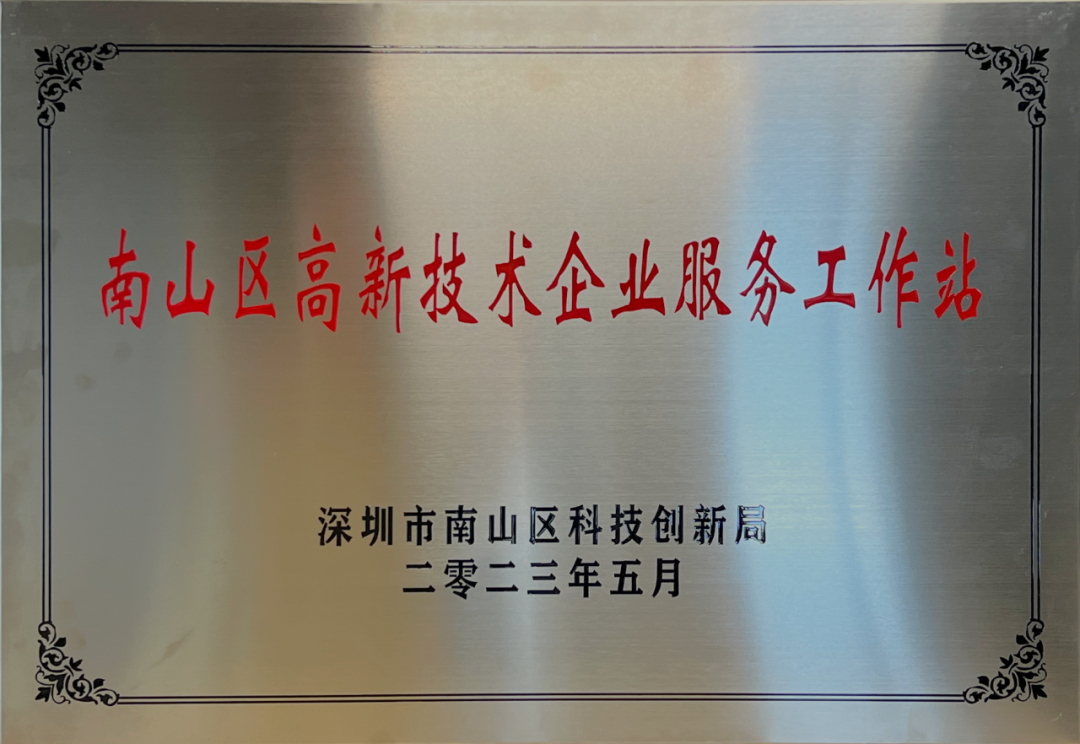 南山区高新技术企业服务工作站
深圳市南山区科技创新局
二零二三年五月